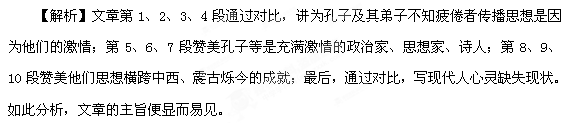 【解析】文章第 1、2、3、4 段通过对比，讲为孔子及其弟子不知疲倦者传播思想是因
为他们的激情；第 5、6、7 段赞美孔子等是充满激情的政治家、思想家、诗人；第 8、9、
10 段赞美他们思想横跨中西、震古烁今的成就；最后，通过对比，写现代人心灵缺失现状。
如此分析，文章的主旨便显而易见。